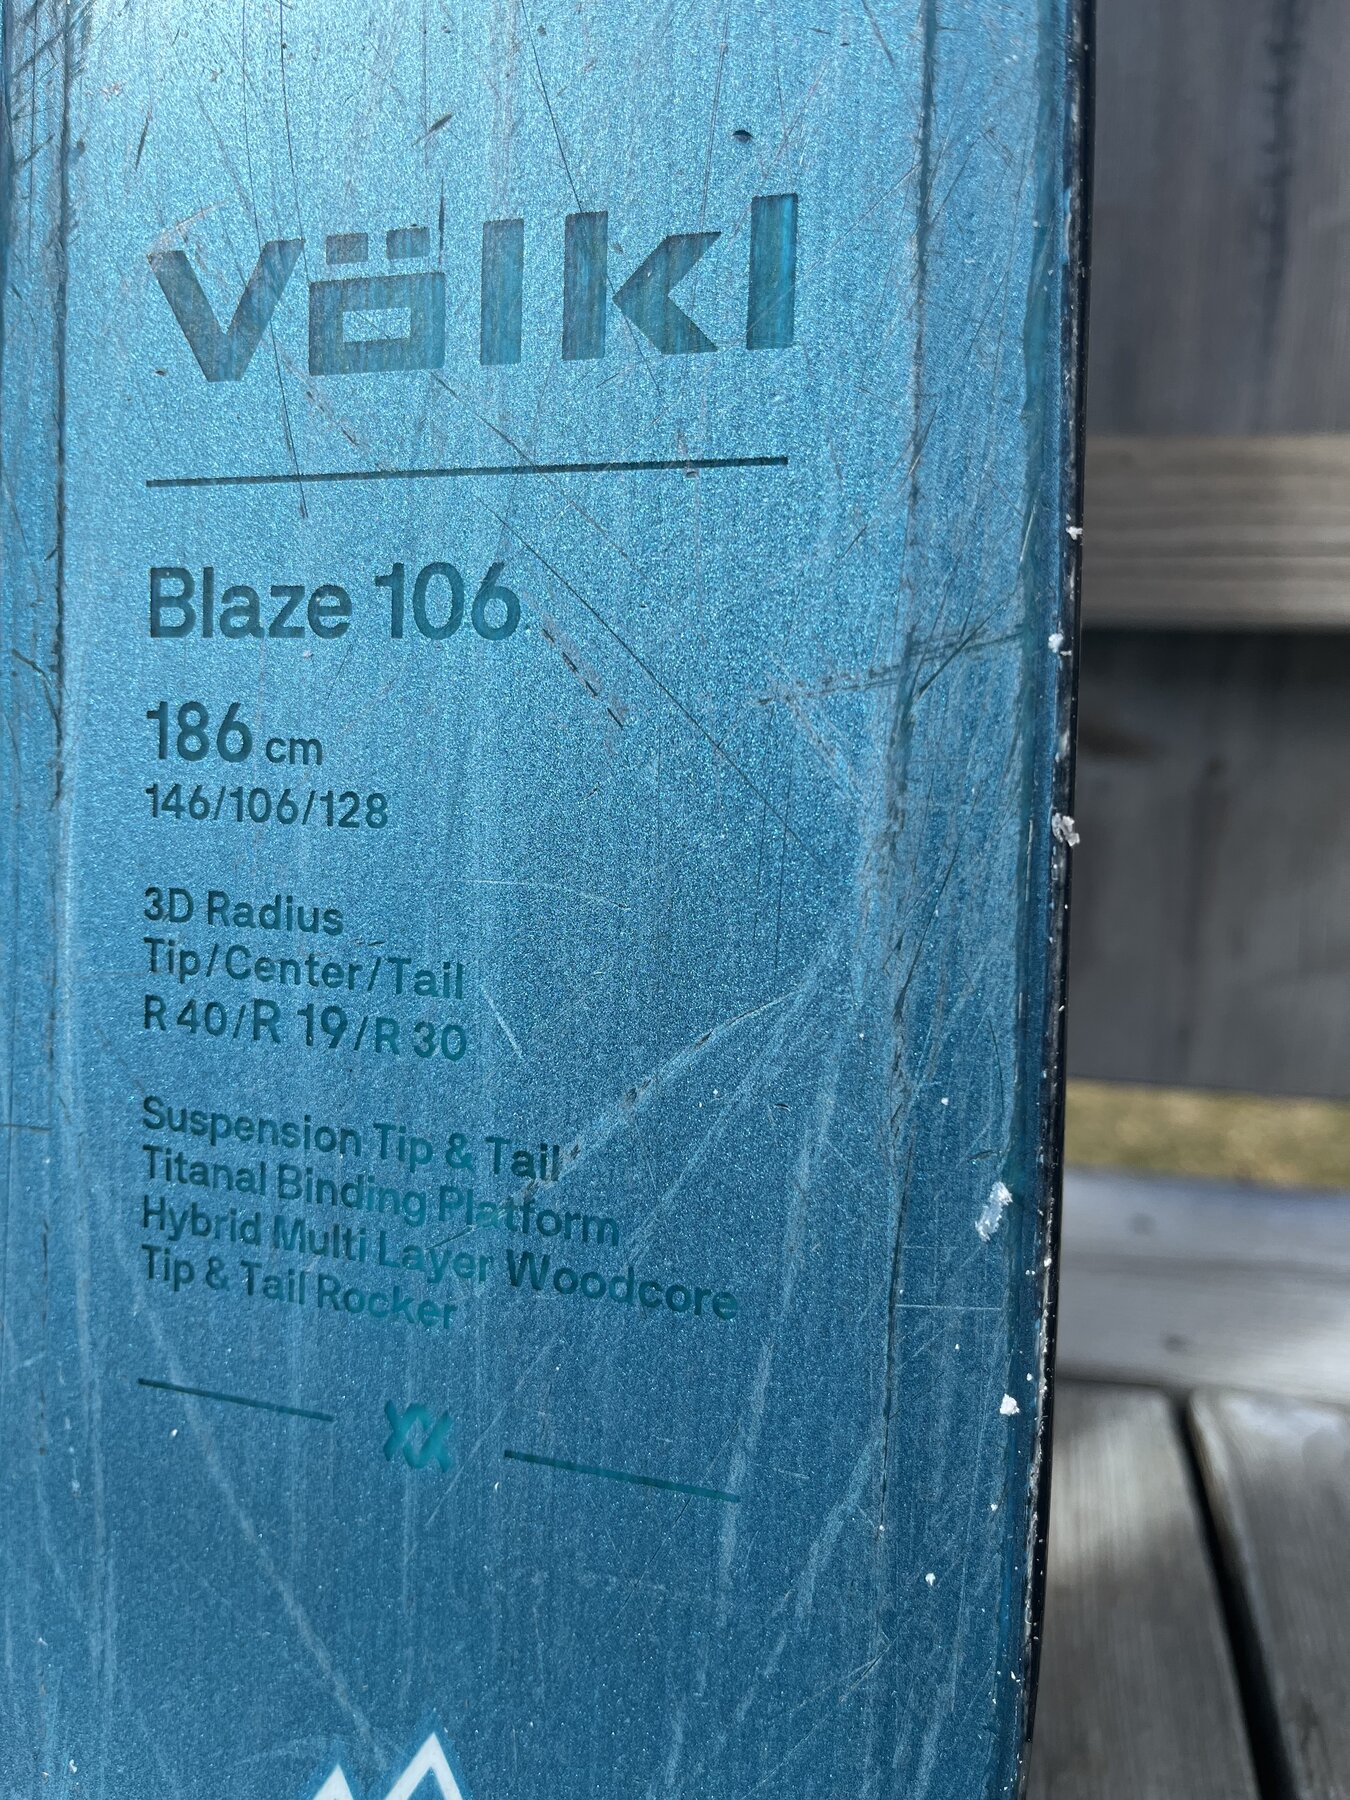 völkl
Blaze 106
186 cm
146/106/128
3D Radius
Tip/Center/Tail
R 40/R 19/R 30
Suspension Tip & Tail
Titanal Binding Platform
Hybrid Multi Layer Woodcore
Tip & Tail Rocker